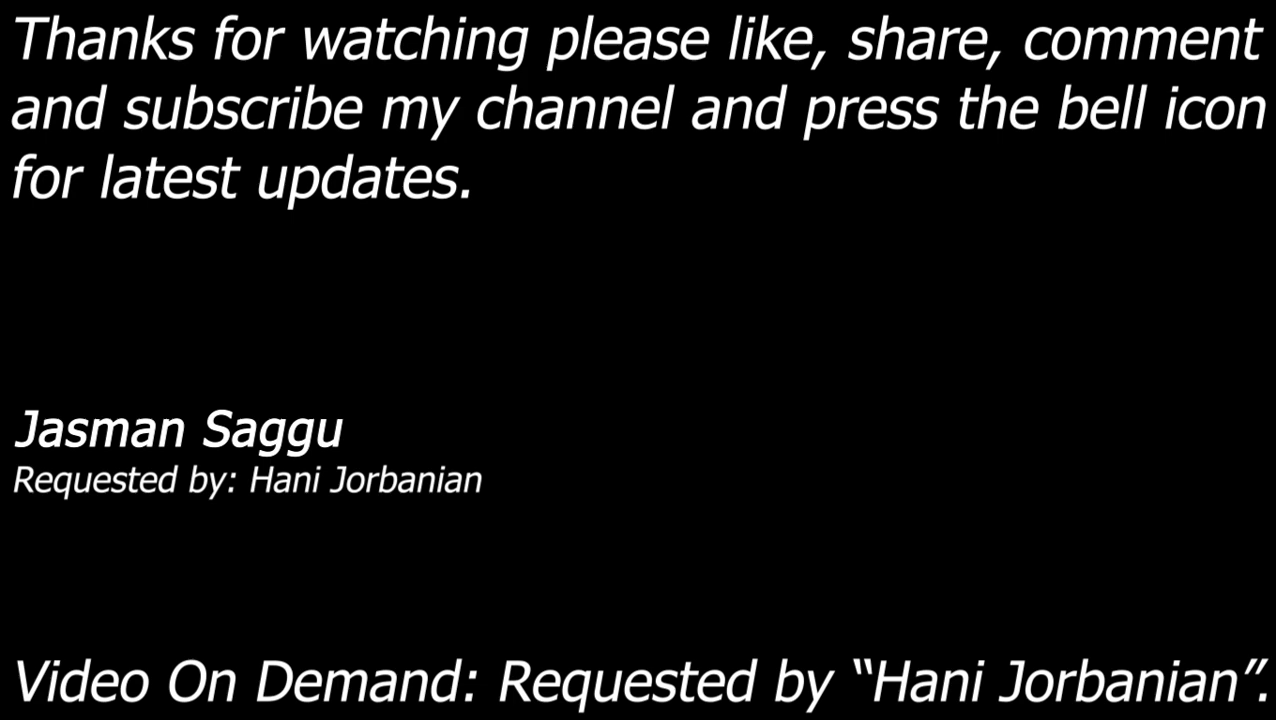 Thanks for watching please like, share, comment
and subscribe my channel and press the bell icon
for latest updates.
Jasman Saggu
Requested by: Hani Jorbanian
Video On Demand: Requested by “Hani Jorbanian”.